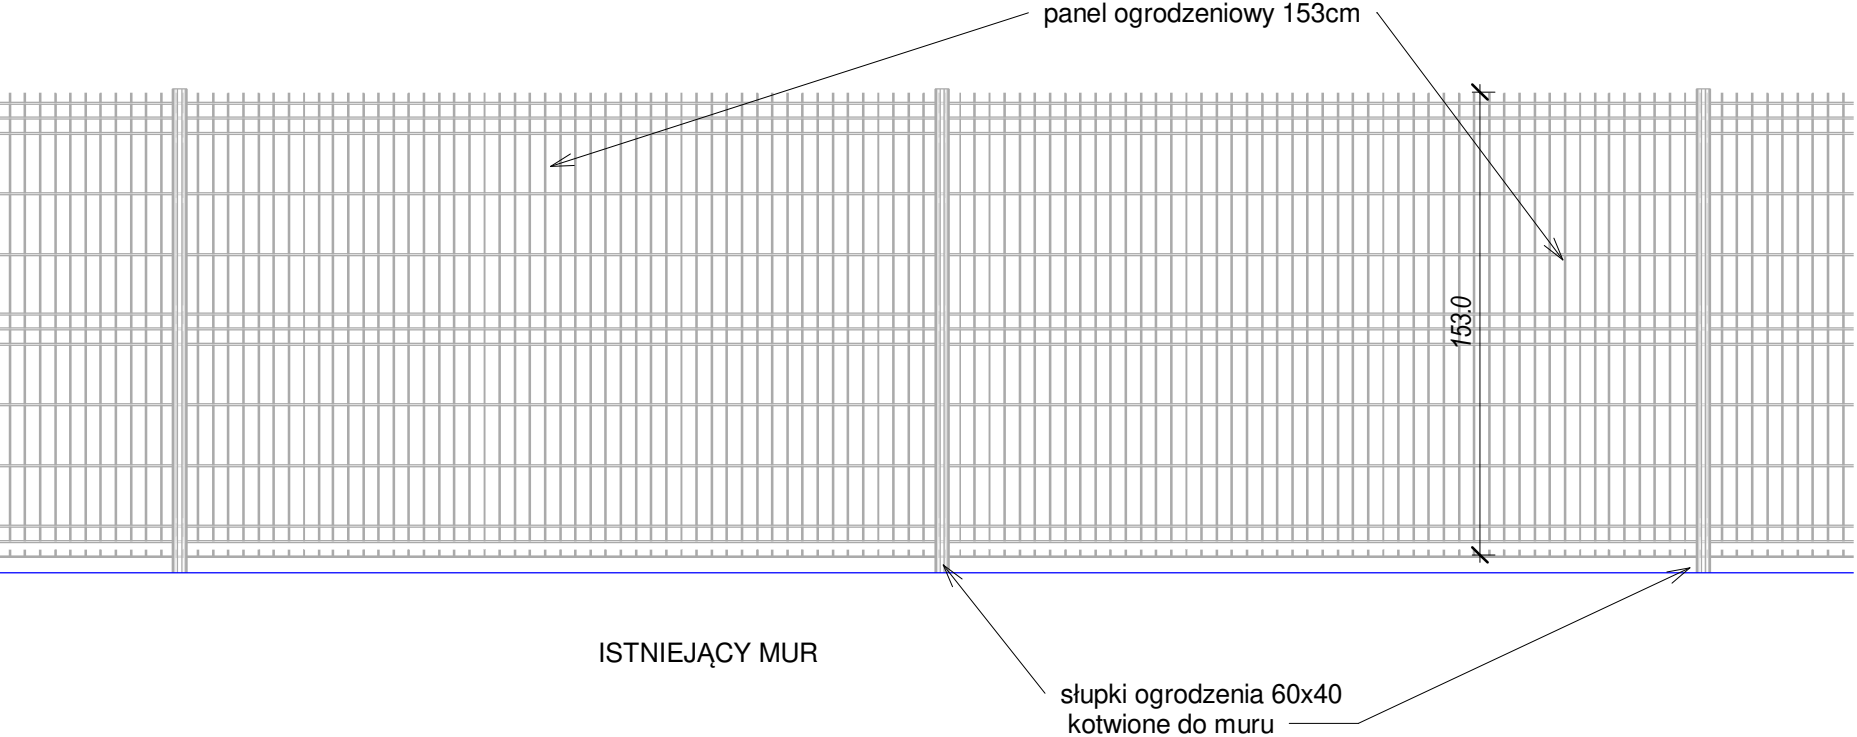 panel ogrodzeniowy 153cm
153.0
ISTNIEJĄCY MUR
słupki ogrodzenia 60x40
kotwione do muru